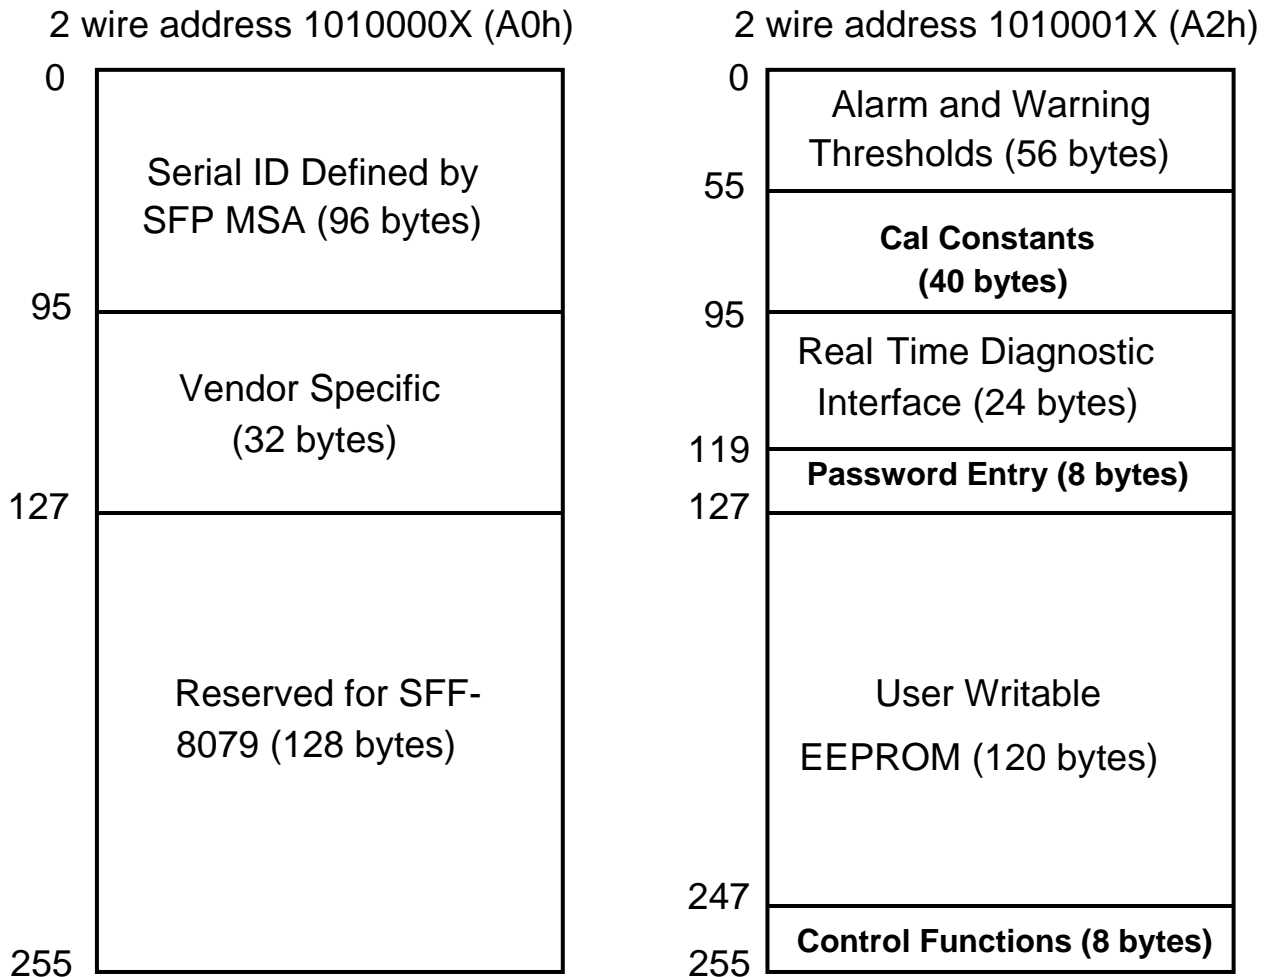 2 wire address 1010000X (A0h)
0
Serial ID Defined by
SFP MSA (96 bytes)
95
Vendor Specific
(32 bytes)
127
Reserved for SFF-
8079 (128 bytes)
255
2 wire address 1010001X (A2h)
0
Alarm and Warning
Thresholds (56 bytes)
55
Cal Constants
(40 bytes)
95
Real Time Diagnostic
Interface (24 bytes)
119
Password Entry (8 bytes)
127
User Writable
EEPROM (120 bytes)
247
Control Functions (8 bytes)
255